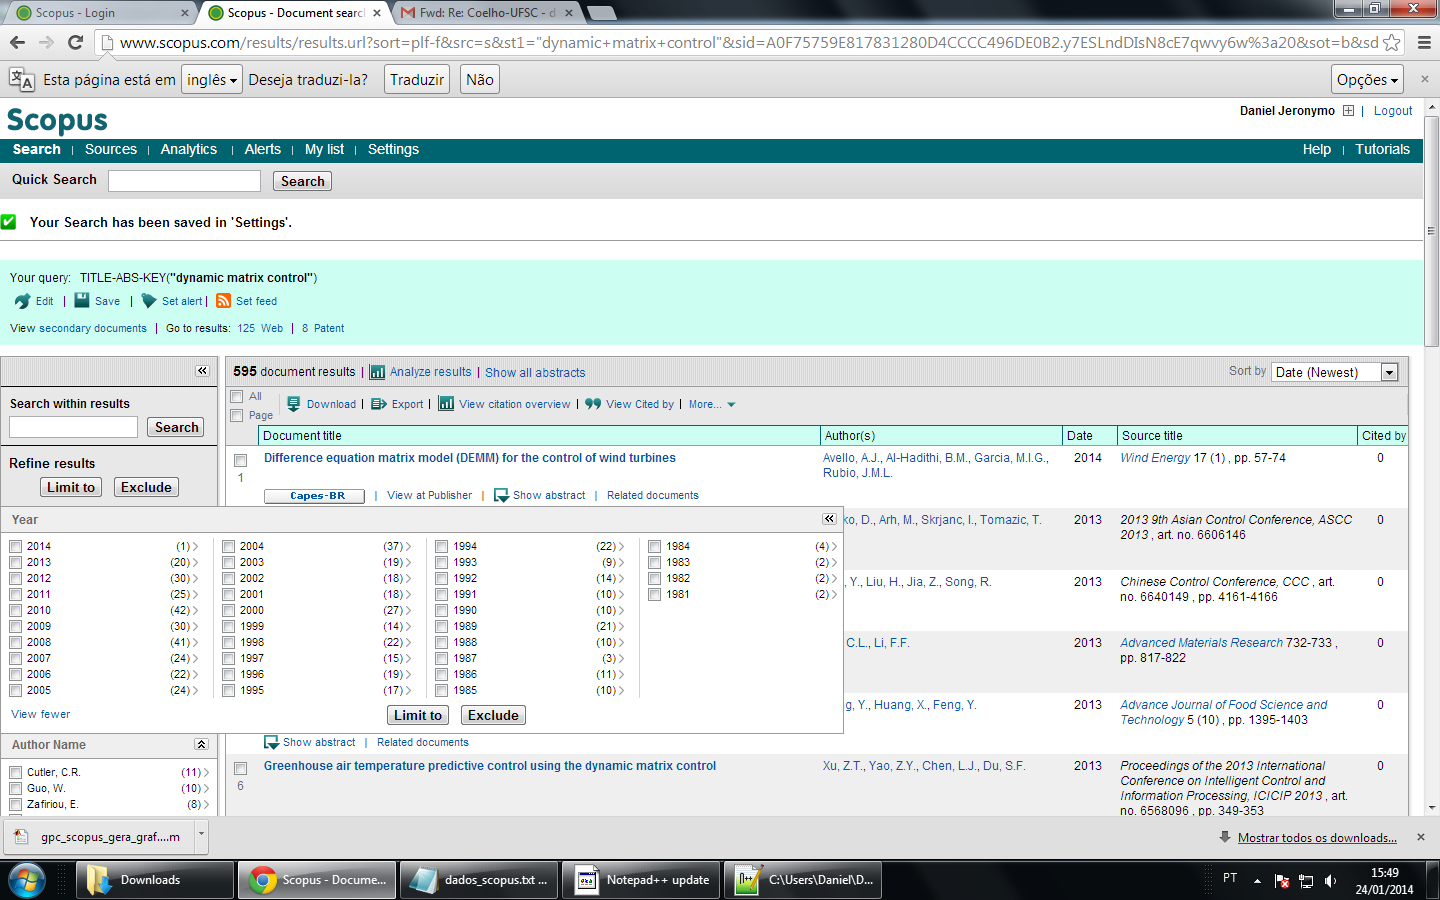 Scopus - Login
Scopus - Document searc
Fwd: Re: Coelho-UFSC - d
www.scopus.com/results/results.url?sort=plf-f&src=s&st1="dynamic+matrix+control"&sid=A0F75759E817831280D4CCCC496DE0B2.y7ESLndDIsN8cE7qwvy6w%3a20&sot=b&sd
Esta página está em inglês Deseja traduzi-la? Traduzir Não Opções
Daniel Jeronymo | Logout
Scopus
Search | Sources | Analytics | Alerts | My list | Settings Help | Tutorials
Quick Search Search
Your Search has been saved in 'Settings'.
Your query: TITLE-ABS-KEY("dynamic matrix control")
Edit | Save | Set alert | Set feed
View secondary documents | Go to results: 125 Web | 8 Patent
595 document results | Analyze results | Show all abstracts Sort by Date (Newest)
All
Page
Download | Export | View citation overview | View Cited by | More...
Search within results
Search
Refine results
Limit to Exclude
Document title Author(s) Date Source title Cited by
1
Difference equation matrix model (DEMM) for the control of wind turbines
Avello, A.J., Al-Hadithi, B.M., Garcia, M.I.G.,
Rubio, J.M.L.
2014
Wind Energy 17 (1) , pp. 57-74
0
Capes-BR | View at Publisher | Show abstract | Related documents
Year
2014 (1)
2013 (20)
2012 (30)
2011 (25)
2010 (42)
2009 (30)
2008 (41)
2007 (24)
2006 (22)
2005 (24)
2004 (37)
2003 (19)
2002 (18)
2001 (18)
2000 (27)
1999 (14)
1998 (22)
1997 (15)
1996 (19)
1995 (17)
1994 (22)
1993 (9)
1992 (14)
1991 (10)
1990 (10)
1989 (21)
1988 (10)
1987 (3)
1986 (11)
1985 (10)
1984 (4)
1983 (2)
1982 (2)
1981 (2)
View fewer Limit to Exclude
ko, D., Arh, M., Skrjanc, I., Tomazic, T.
2013
2013 9th Asian Control Conference, ASCC
2013 , art. no. 6606146
0
, Y., Liu, H., Jia, Z., Song, R.
2013
Chinese Control Conference, CCC , art.
no. 6640149 , pp. 4161-4166
0
C.L., Li, F.F.
2013
Advanced Materials Research 732-733 ,
pp. 817-822
0
g, Y., Huang, X., Feng, Y.
2013
Advance Journal of Food Science and
Technology 5 (10) , pp. 1395-1403
0
Show abstract | Related documents
6
Greenhouse air temperature predictive control using the dynamic matrix control
Xu, Z.T., Yao, Z.Y., Chen, L.J., Du, S.F.
2013
Proceedings of the 2013 International
Conference on Intelligent Control and
Information Processing, ICICIP 2013 , art.
no. 6568096 , pp. 349-353
0
Author Name
Cutler, C.R. (11)
Guo, W. (10)
Zafiriou, E. (8)
gpc_scopus_gera_graf....m
Mostrar todos os downloads...
Downloads
Scopus - Docume...
dados_scopus.txt ...
Notepad++ update
C:\Users\Daniel\D...
PT
15:49
24/01/2014